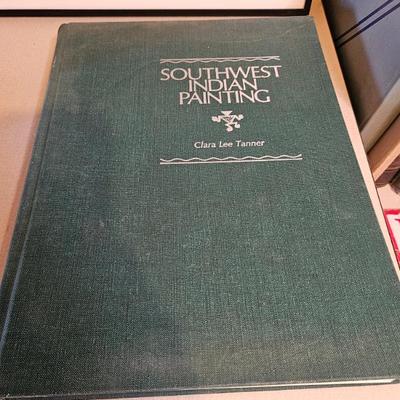 SOUTHWEST
INDIAN
PAINTING
Clara Lee Tanner